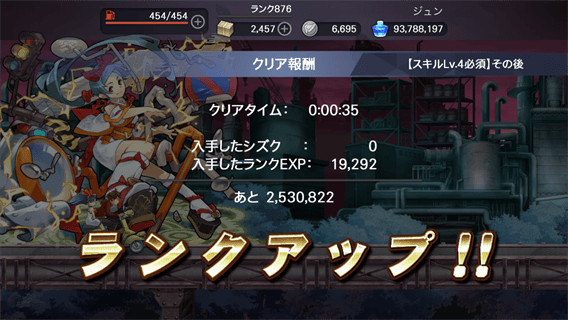 454/454
ランク876
2,457
6,695
ジュン
93,788,197
クリア報酬
【スキルLv.4必須】その後
クリアタイム： 0:00:35
入手したシズク ： 0
入手したランクEXP： 19,292
あと 2,530,822
ランクアップ!!